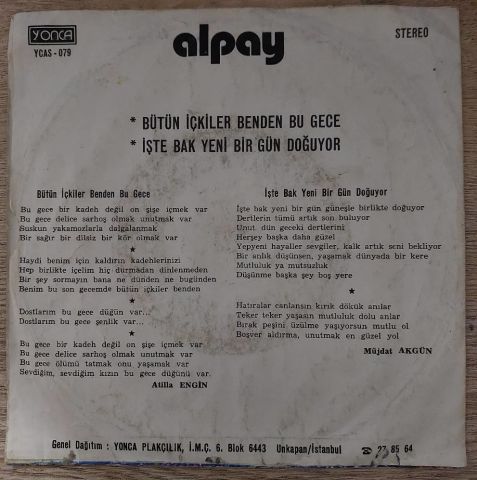 YONCA
YCAS - 079
alpay
STEREO
* BÜTÜN İÇKİLER BENDEN BU GECE
* İŞTE BAK YENİ BİR GÜN DOĞUYOR
Bütün İçkiler Benden Bu Gece
Bu gece bir kadeh değil on şişe içmek var
Bu gece delice sarhoş olmak unutmak var
Suskun yakamozlarla dalgalanmak
Bir sağır bir dilsiz bir kör olmak var
★
Haydi benim için kaldırın kadehlerinizi
Hep birlikte içelim hiç durmadan dinlenmeden
Bir şey sormayın bana ne dünden ne bugünden
Benim bu son gecemde bütün içkiler benden
★
Dostlarım bu gece düğün var...
Dostlarım bu gece şenlik var...
★
Bu gece bir kadeh değil on şişe içmek var
Bu gece delice sarhoş olmak unutmak var
Bu gece ölümü tatmak onu yaşamak var
Sevdiğim, sevdiğim kızın bu gece düğünü var.
Atilla ENGİN
İşte Bak Yeni Bir Gün Doğuyor
İşte bak yeni bir gün güneşle birlikte doğuyor
Dertlerin tümü artık son buluyor
Unut dün geceki dertlerini
Herşey başka daha güzel
Yepyeni hayaller sevgiler, kalk artık seni bekliyor
Bir anlık düşünsen, yaşamak dünyada bir kere
Mutluluk ya mutsuzluk
Düşünme başka şey boş yere
★
Hatıralar canlansın kırık dökük anılar
Teker teker yaşasın mutluluk dolu anlar
Bırak peşini üzülme yaşıyorsun mutlu ol
Boşver aldırma, unutmak en güzel yol
Müjdat AKGÜN
Genel Dağıtım : YONCA PLAKÇILIK, İ.M.Ç. 6. Blok 6443 Unkapan/İstanbul ☎ 27 85 64